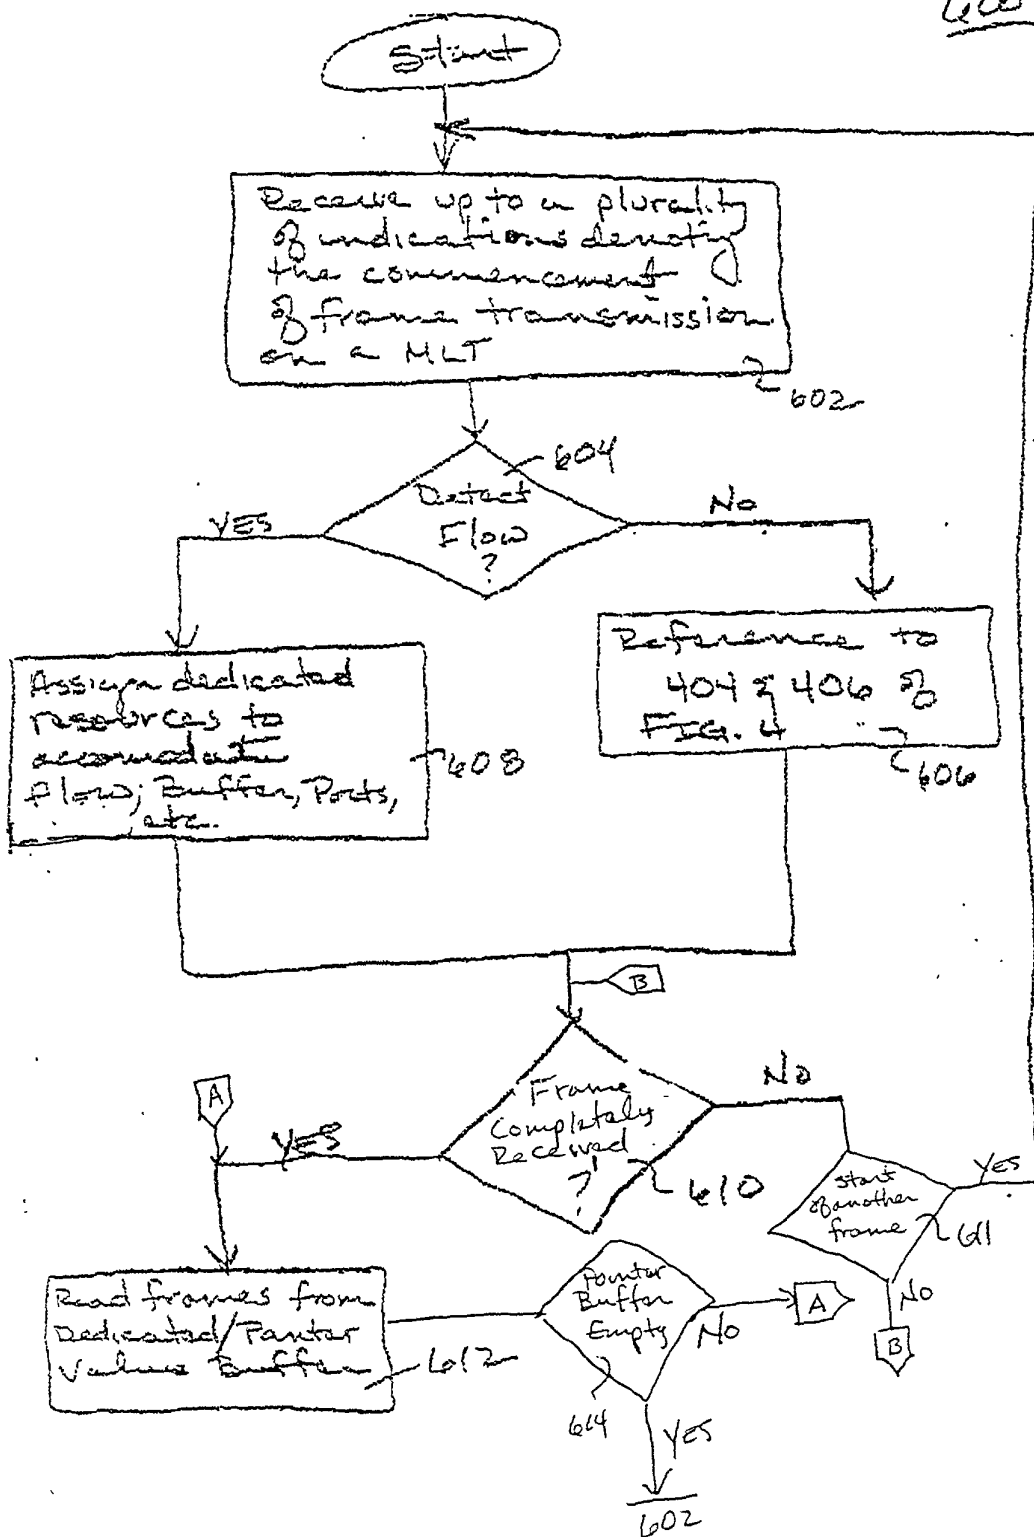 600
Start
Receive up to a plurality
of indications denoting
the commencement
of frame transmission
on a MLT
602
604
Detect
Flow
?
YES
No
Assign dedicated
resources to
accomodate
flow; Buffer, Ports,
etc.
608
Reference to
404 & 406 of
FIG. 4
606
B
A
Frame
Completely
Received
?
610
YES
No
start
of another
frame
611
YES
NO
B
Read frames from
Dedicated/Pointer
Values Buffer
612
Pointer
Buffer
Empty
614
NO
A
YES
602